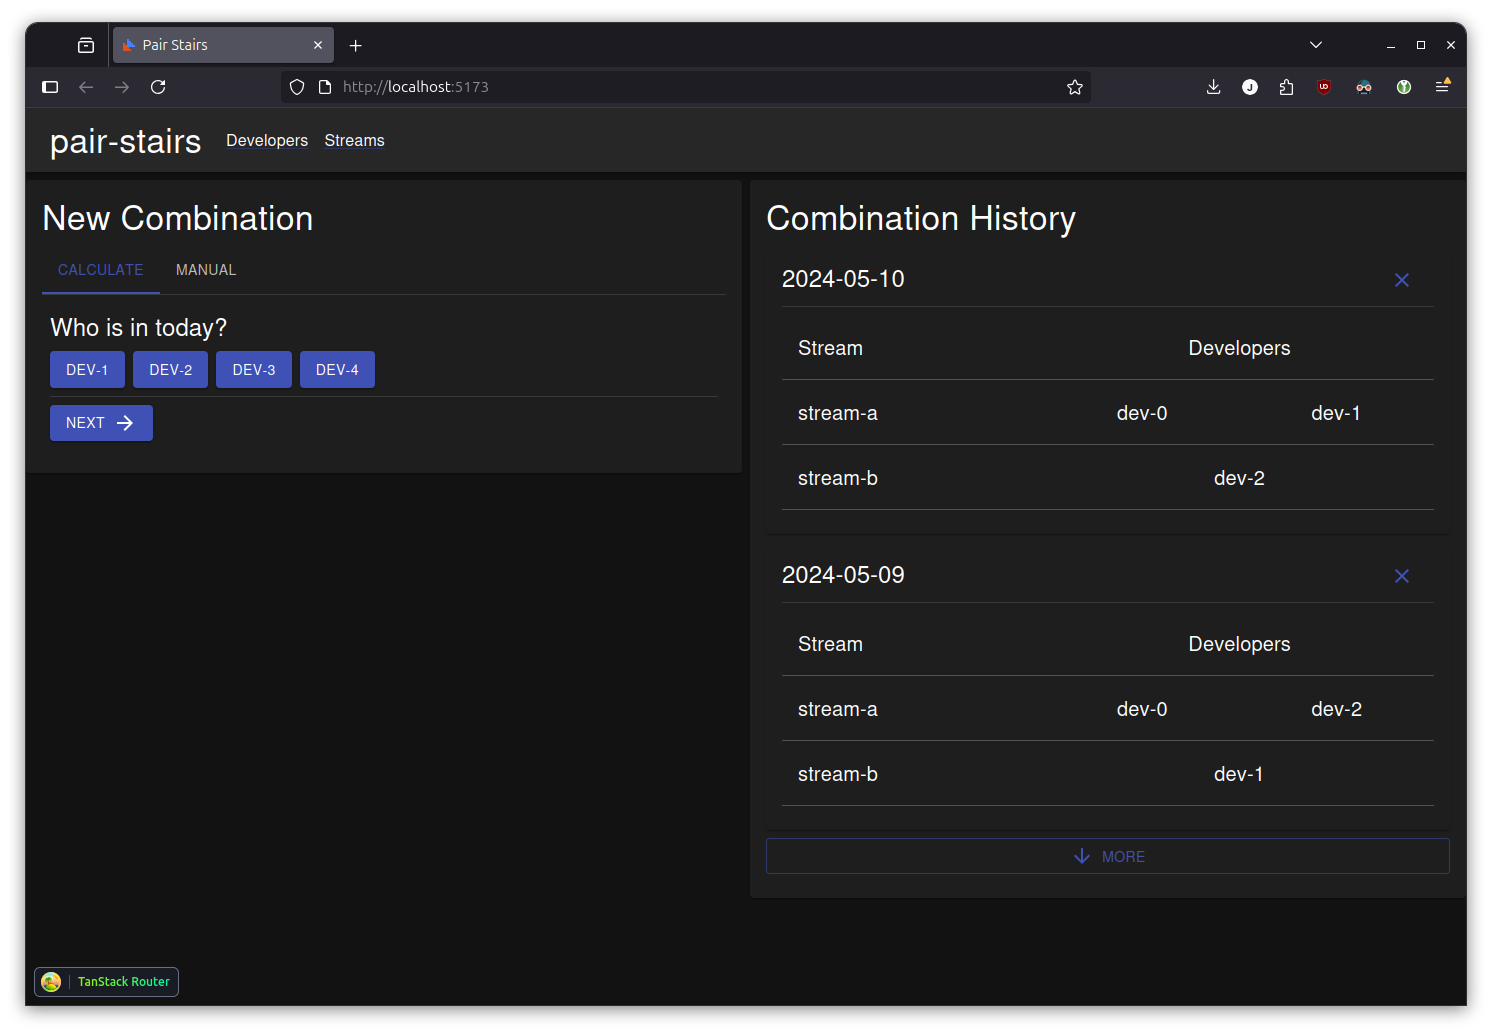 Pair Stairs
http://localhost:5173
pair-stairs Developers Streams
New Combination
CALCULATE MANUAL
Who is in today?
DEV-1 DEV-2 DEV-3 DEV-4
NEXT
Combination History
2024-05-10
Stream Developers
stream-a dev-0 dev-1
stream-b dev-2
2024-05-09
Stream Developers
stream-a dev-0 dev-2
stream-b dev-1
MORE
TanStack Router